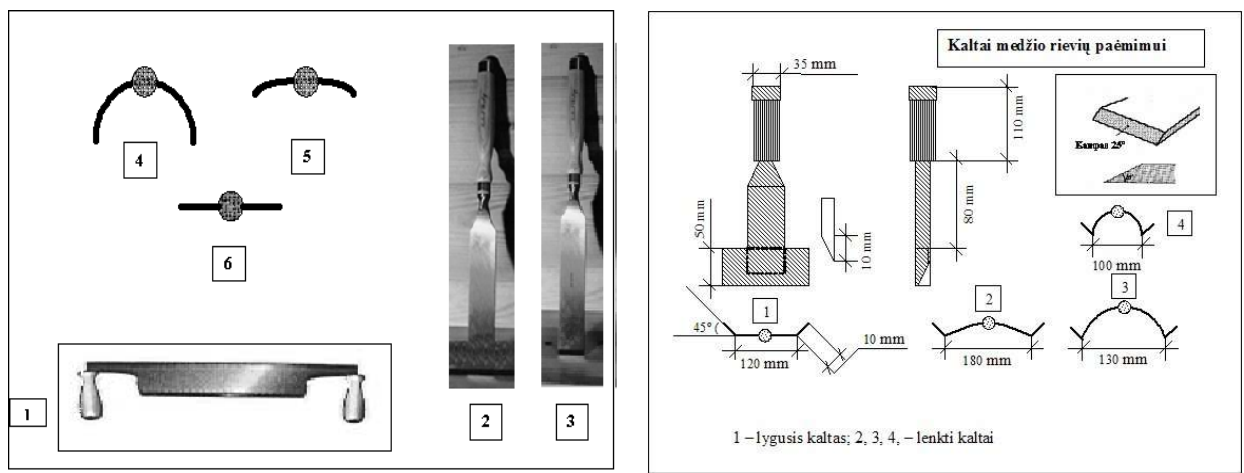 4
5
6
1
2
3
Kaltai medžio rievių paėmimui
35 mm
110 mm
Kampas 25°
50 mm
10 mm
80 mm
4
100 mm
1
2
3
45° (
10 mm
120 mm
180 mm
130 mm
1 – lygusis kaltas; 2, 3, 4, – lenkti kaltai